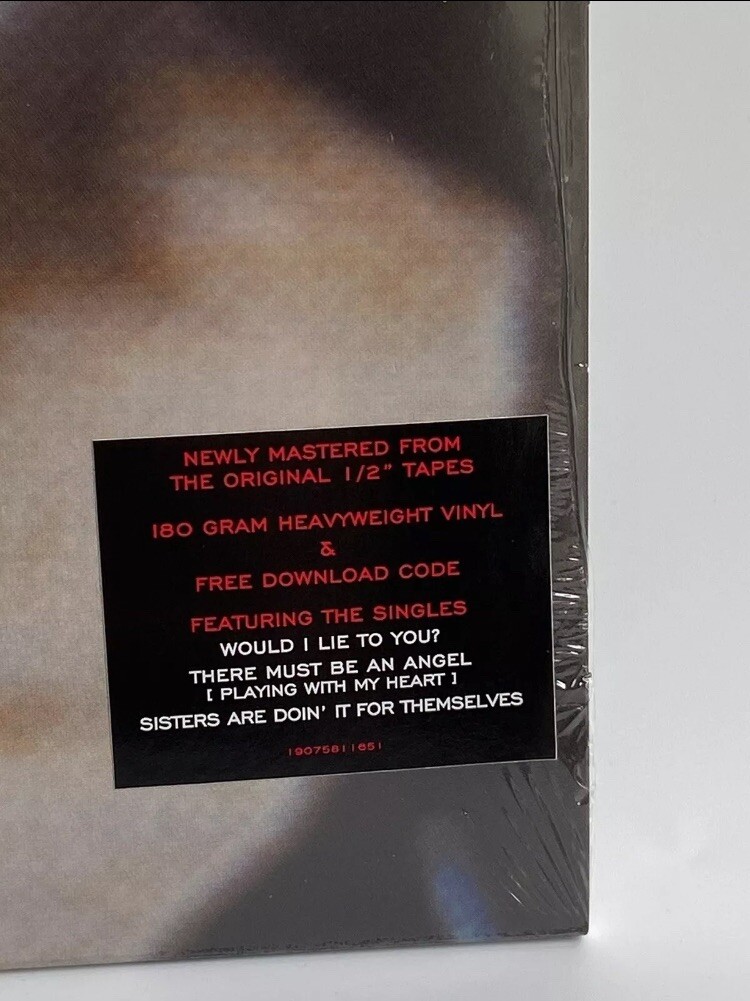 NEWLY MASTERED FROM
THE ORIGINAL 1/2" TAPES
180 GRAM HEAVYWEIGHT VINYL
&
FREE DOWNLOAD CODE
FEATURING THE SINGLES
WOULD I LIE TO YOU?
THERE MUST BE AN ANGEL
[ PLAYING WITH MY HEART ]
SISTERS ARE DOIN' IT FOR THEMSELVES
19075811651